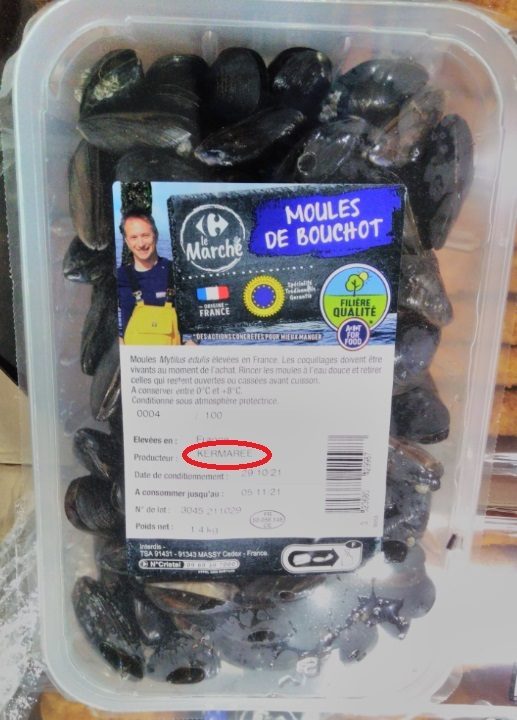 le
Marché
MOULES
DE BOUCHOT
ORIGINE
FRANCE
Spécialité
Traditionnelle
Garantie
FILIÈRE
QUALITÉ
ACT
FOR
FOOD
*DES ACTIONS CONCRÈTES POUR MIEUX MANGER
Moules Mytilus edulis élevées en France. Les coquillages doivent être
vivants au moment de l'achat. Rincer les moules à l'eau douce et retirer
celles qui restent ouvertes ou cassées avant cuisson.
A conserver entre 0°C et +8°C.
Conditionné sous atmosphère protectrice.
0004 / 100
Elevées en : France
Producteur : KERMAREL
Date de conditionnement : 29.10.21
A consommer jusqu'au : 05.11.21
N° de lot : 3045 211029
Poids net : 1.4 kg
Interdis -
TSA 91431 - 91343 MASSY Cedex - France.
N°Cristal